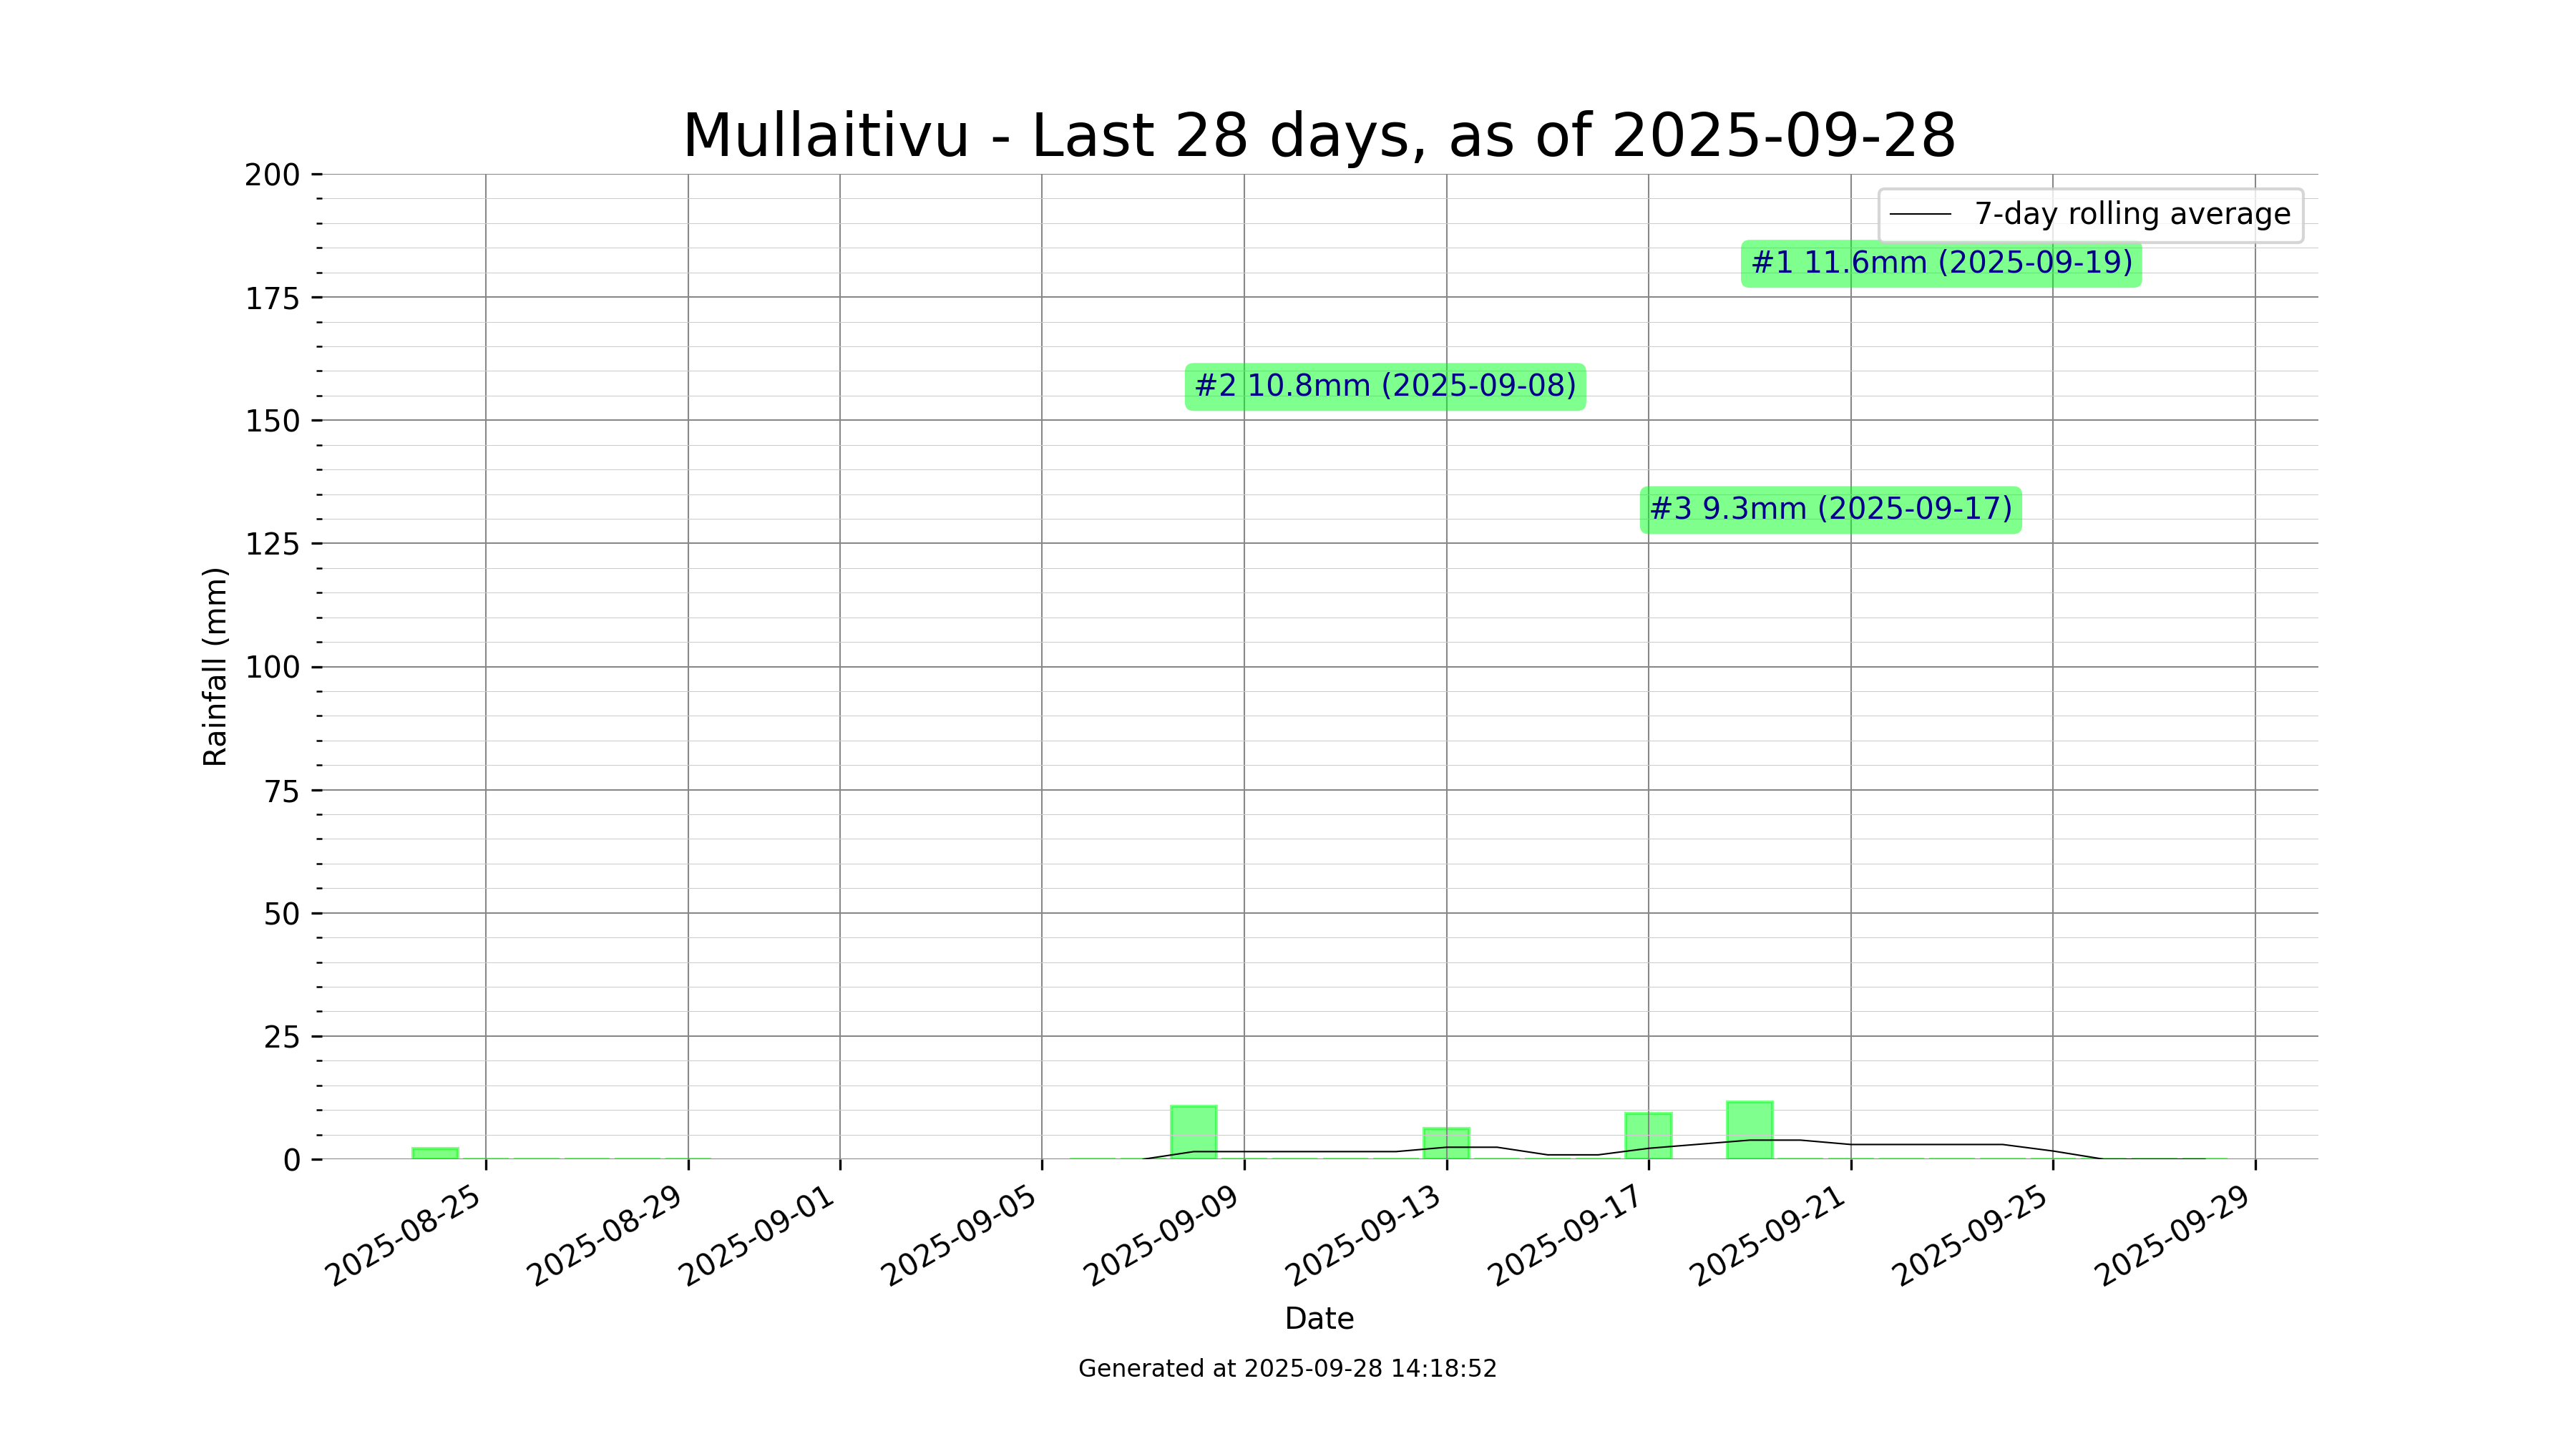 Mullaitivu - Last 28 days, as of 2025-09-28
200
175
150
125
100
75
50
25
0
Rainfall (mm)
7-day rolling average
#1 11.6mm (2025-09-19)
#2 10.8mm (2025-09-08)
#3 9.3mm (2025-09-17)
2025-08-25
2025-08-29
2025-09-01
2025-09-05
2025-09-09
2025-09-13
2025-09-17
2025-09-21
2025-09-25
2025-09-29
Date
Generated at 2025-09-28 14:18:52